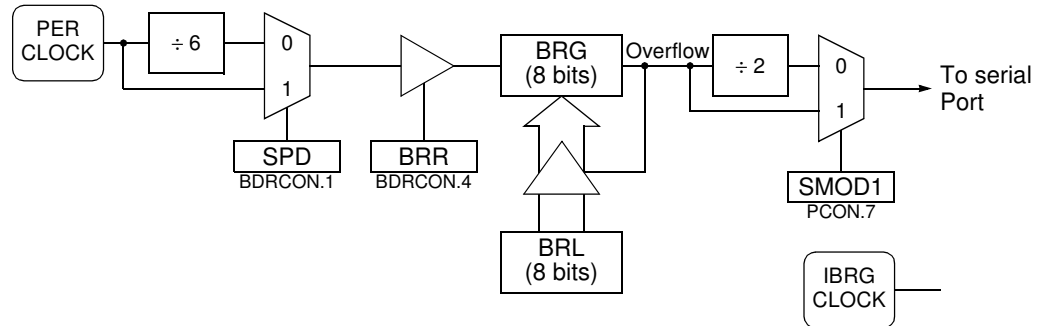 PER
CLOCK
÷ 6
0
1
SPD
BDRCON.1
BRR
BDRCON.4
BRG
(8 bits)
Overflow
BRL
(8 bits)
÷ 2
0
1
SMOD1
PCON.7
To serial
Port
IBRG
CLOCK